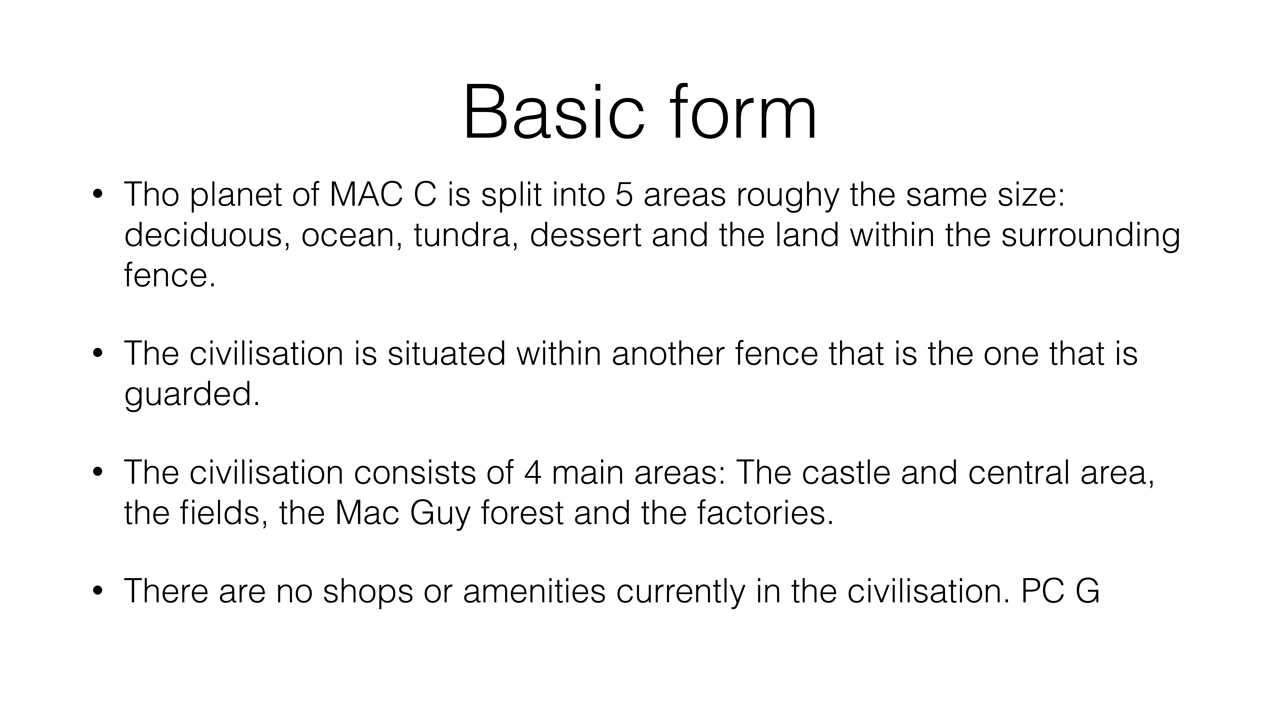 Basic form
• Tho planet of MAC C is split into 5 areas roughy the same size:
deciduous, ocean, tundra, dessert and the land within the surrounding
fence.
• The civilisation is situated within another fence that is the one that is
guarded.
• The civilisation consists of 4 main areas: The castle and central area,
the fields, the Mac Guy forest and the factories.
• There are no shops or amenities currently in the civilisation. PC G